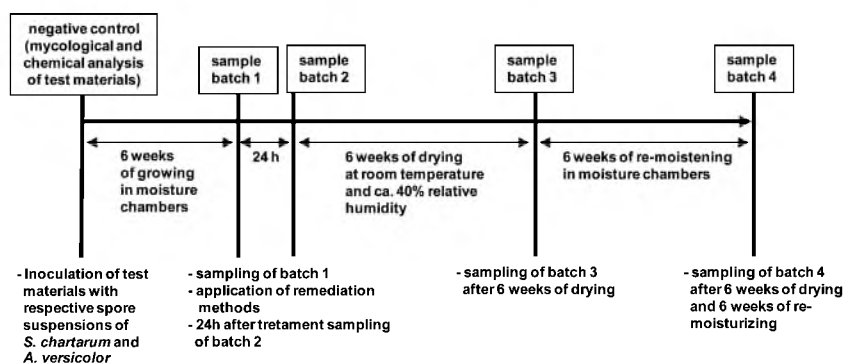 negative control
(mycological and
chemical analysis
of test materials)
sample
batch 1
sample
batch 2
sample
batch 3
sample
batch 4
6 weeks
of growing
in moisture
chambers
24 h
6 weeks of drying
at room temperature
and ca. 40% relative
humidity
6 weeks of re-moistening
in moisture chambers
- Inoculation of test
materials with
respective spore
suspensions of
S. chartarum and
A. versicolor
- sampling of batch 1
- application of remediation
methods
- 24h after tretament sampling
of batch 2
- sampling of batch 3
after 6 weeks of drying
- sampling of batch 4
after 6 weeks of drying
and 6 weeks of re-
moisturizing